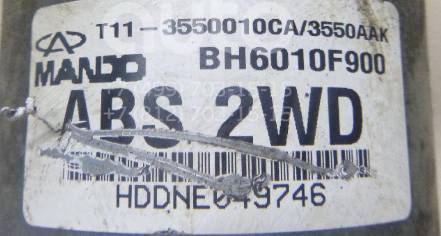 T11-3550010CA/3550AAK
MANDO BH6010F900
ABS 2WD
HDDNE049746